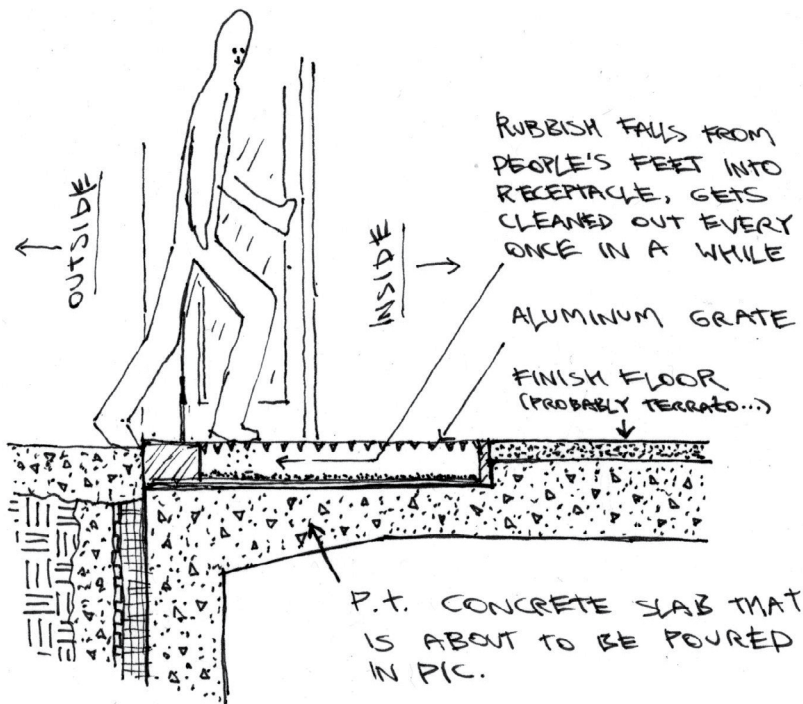 OUTSIDE
INSIDE
RUBBISH FALLS FROM
PEOPLE'S FEET INTO
RECEPTACLE, GETS
CLEANED OUT EVERY
ONCE IN A WHILE
ALUMINUM GRATE
FINISH FLOOR
(PROBABLY TERRAZO...)
P.T. CONCRETE SLAB THAT
IS ABOUT TO BE POURED
IN PIC.